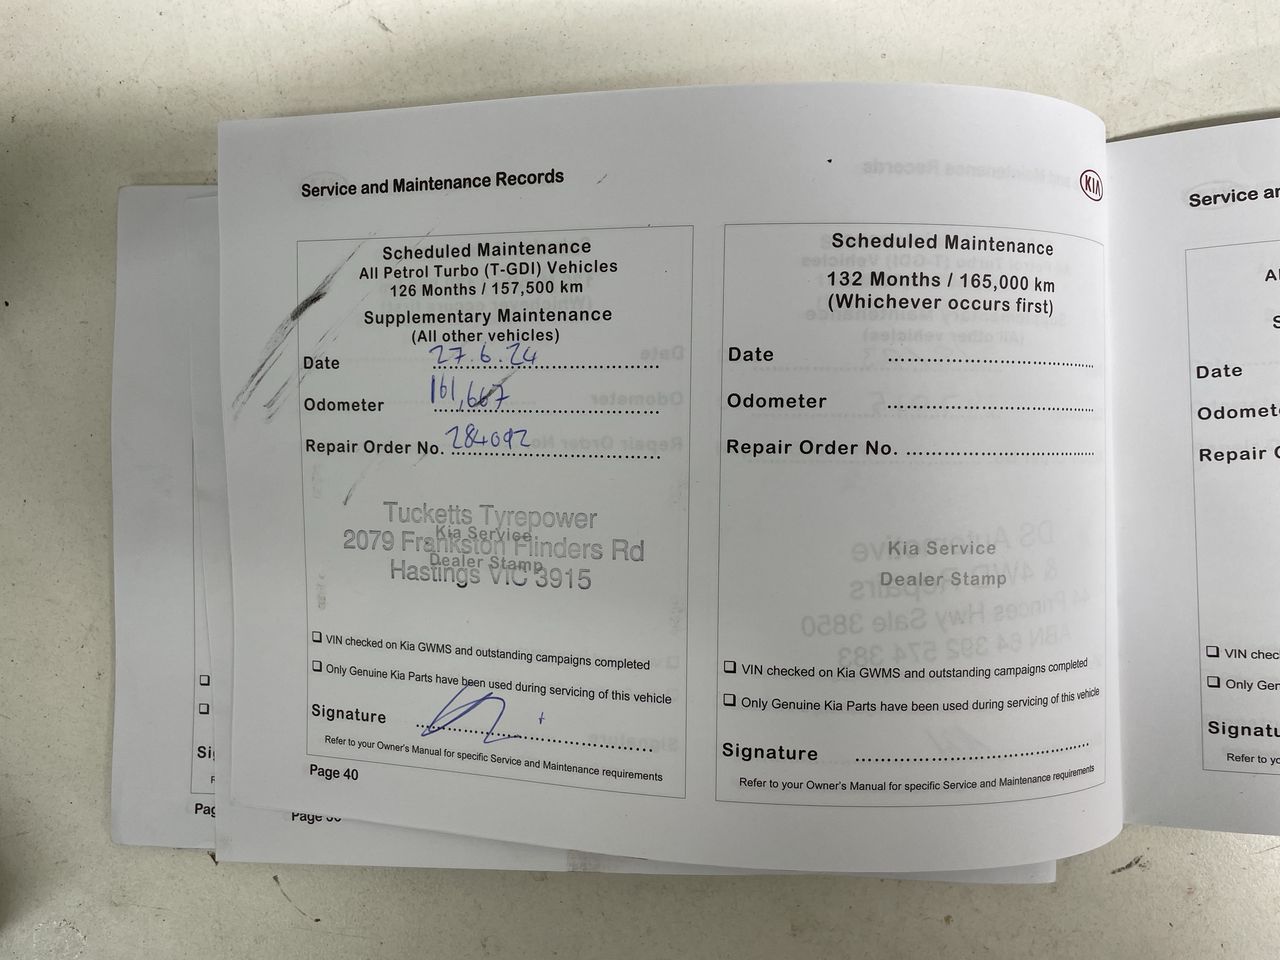 Service and Maintenance Records
KIA
Scheduled Maintenance
All Petrol Turbo (T-GDI) Vehicles
126 Months / 157,500 km
Supplementary Maintenance
(All other vehicles)
Date 27.6.24
Odometer 161,667
Repair Order No. 284092
Tucketts Tyrepower
Kia Service
2079 Frankston Flinders Rd
Dealer Stamp
Hastings VIC 3915
❑ VIN checked on Kia GWMS and outstanding campaigns completed
❑ Only Genuine Kia Parts have been used during servicing of this vehicle
Signature
Refer to your Owner's Manual for specific Service and Maintenance requirements
Page 40
Scheduled Maintenance
132 Months / 165,000 km
(Whichever occurs first)
Date
Odometer
Repair Order No.
Kia Service
Dealer Stamp
❑ VIN checked on Kia GWMS and outstanding campaigns completed
❑ Only Genuine Kia Parts have been used during servicing of this vehicle
Signature
Refer to your Owner's Manual for specific Service and Maintenance requirements
Service
Date
Repair
❑ VIN
❑ Only
Refer to
Page